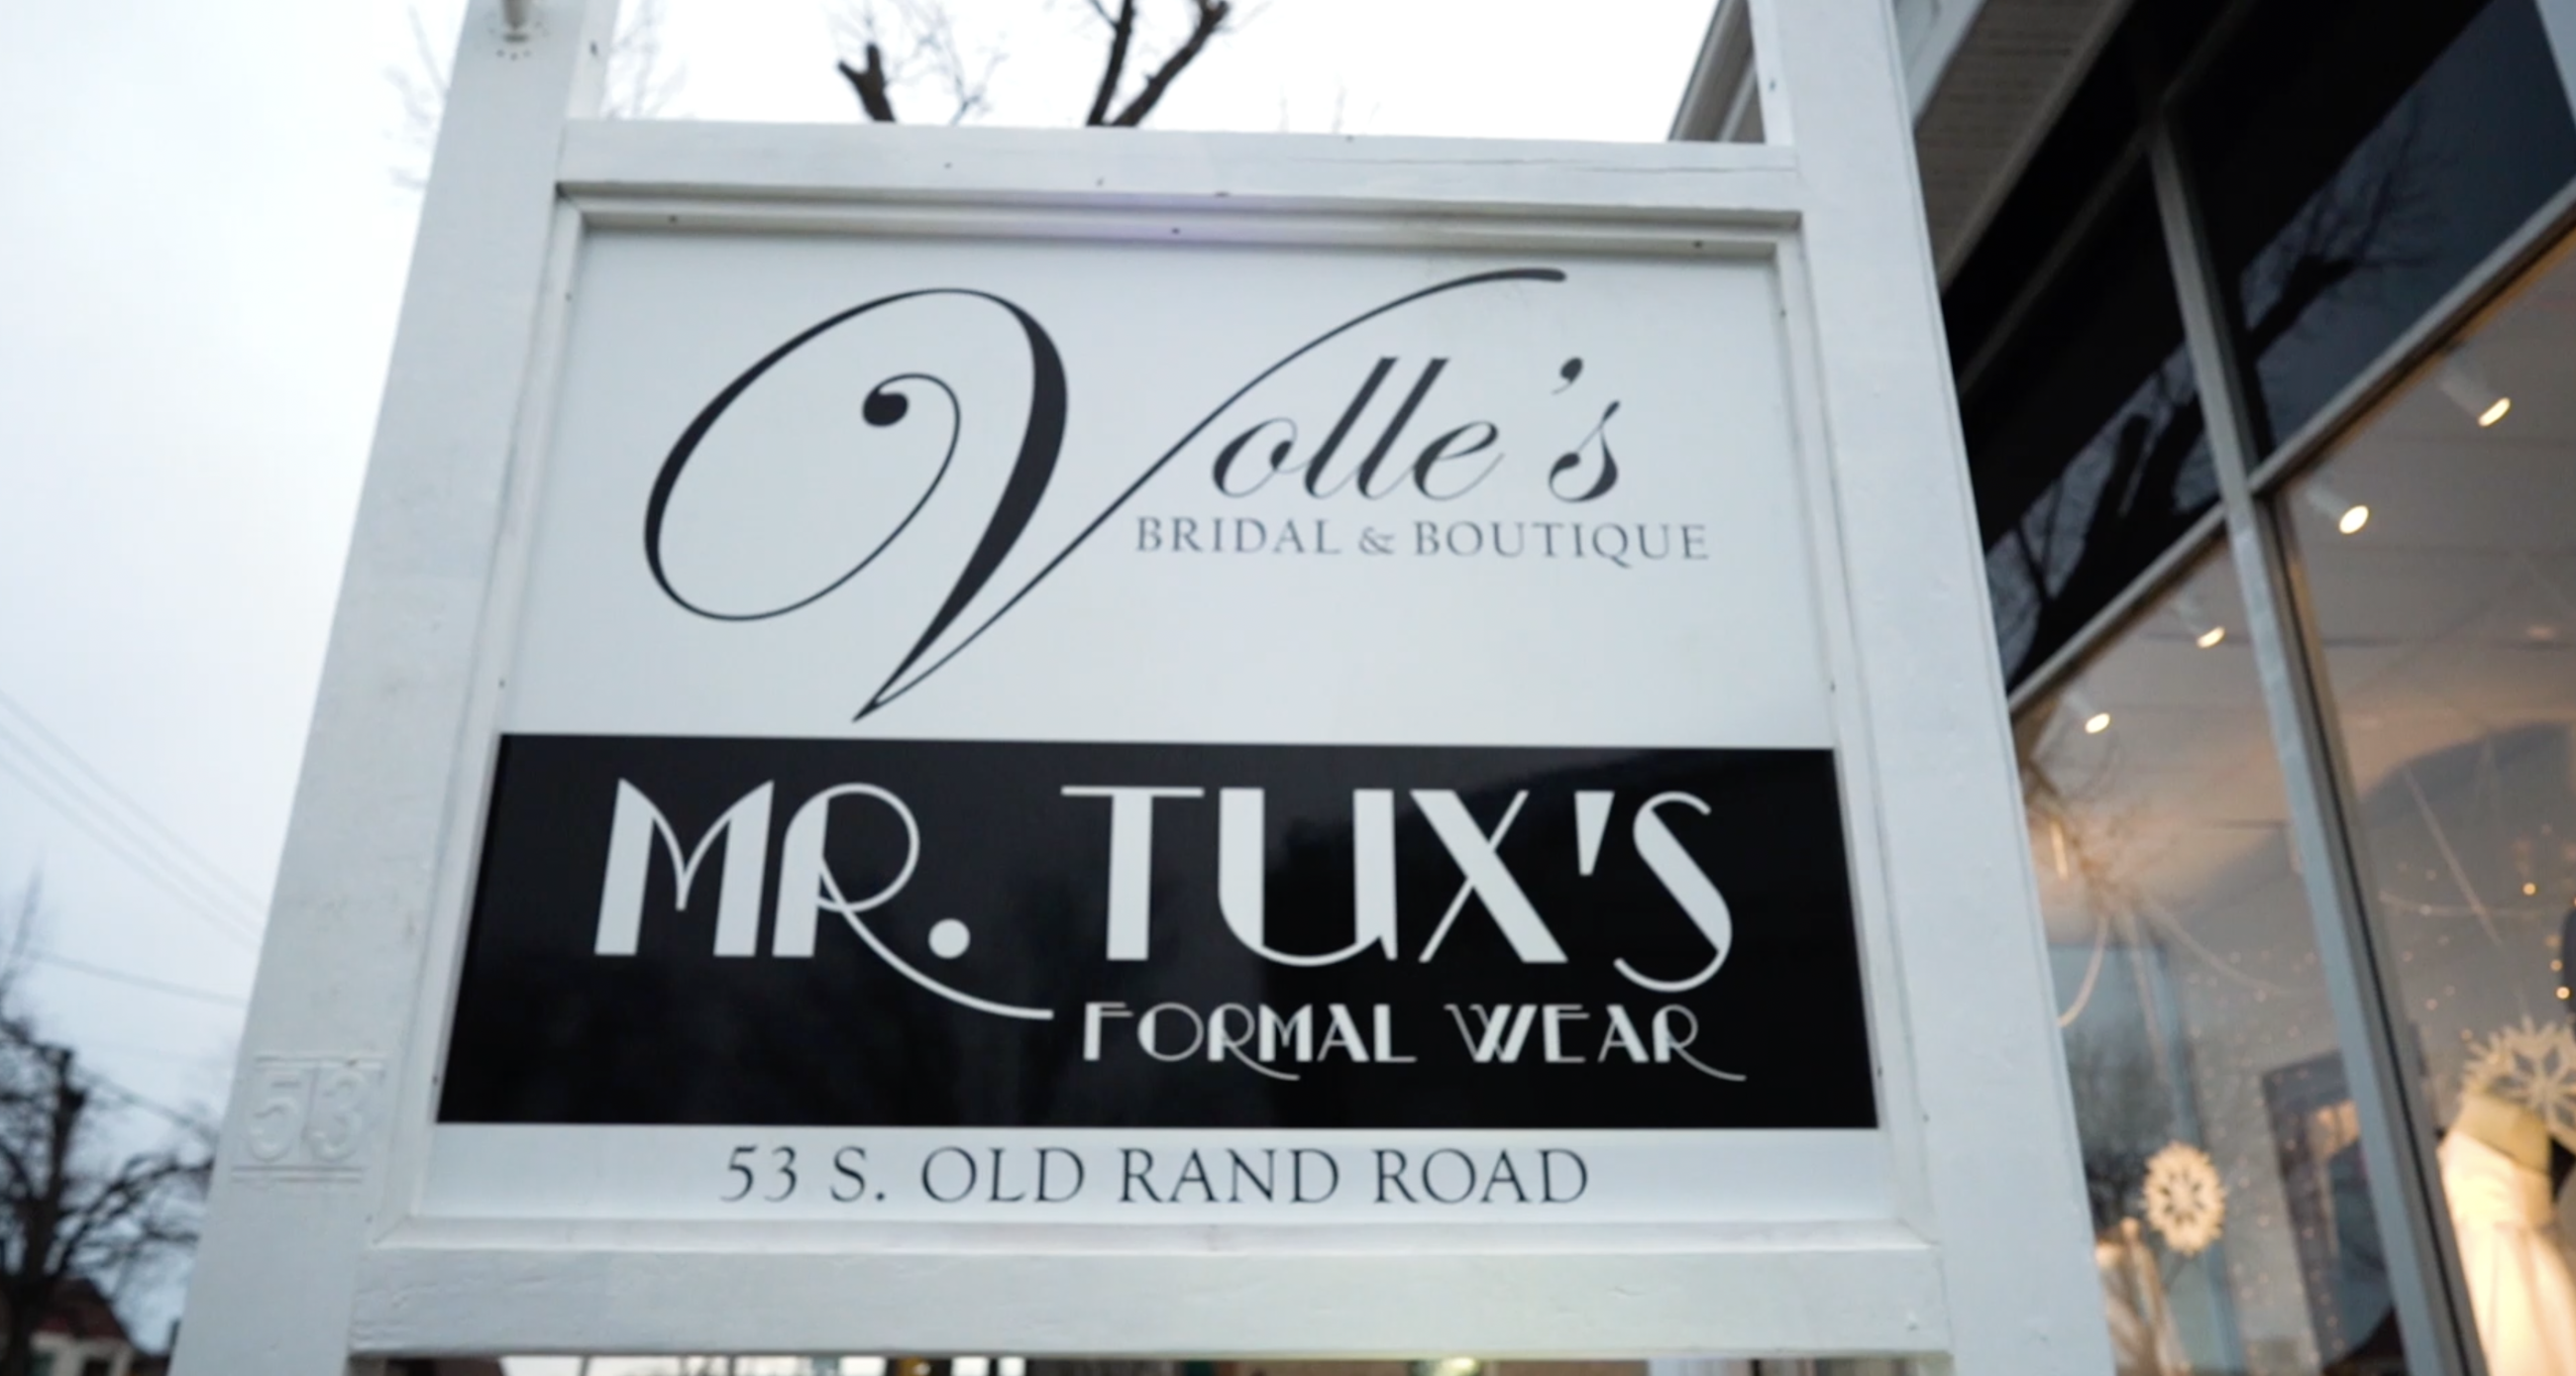 Volle's
BRIDAL & BOUTIQUE
MR. TUX'S
FORMAL WEAR
53
53 S. OLD RAND ROAD